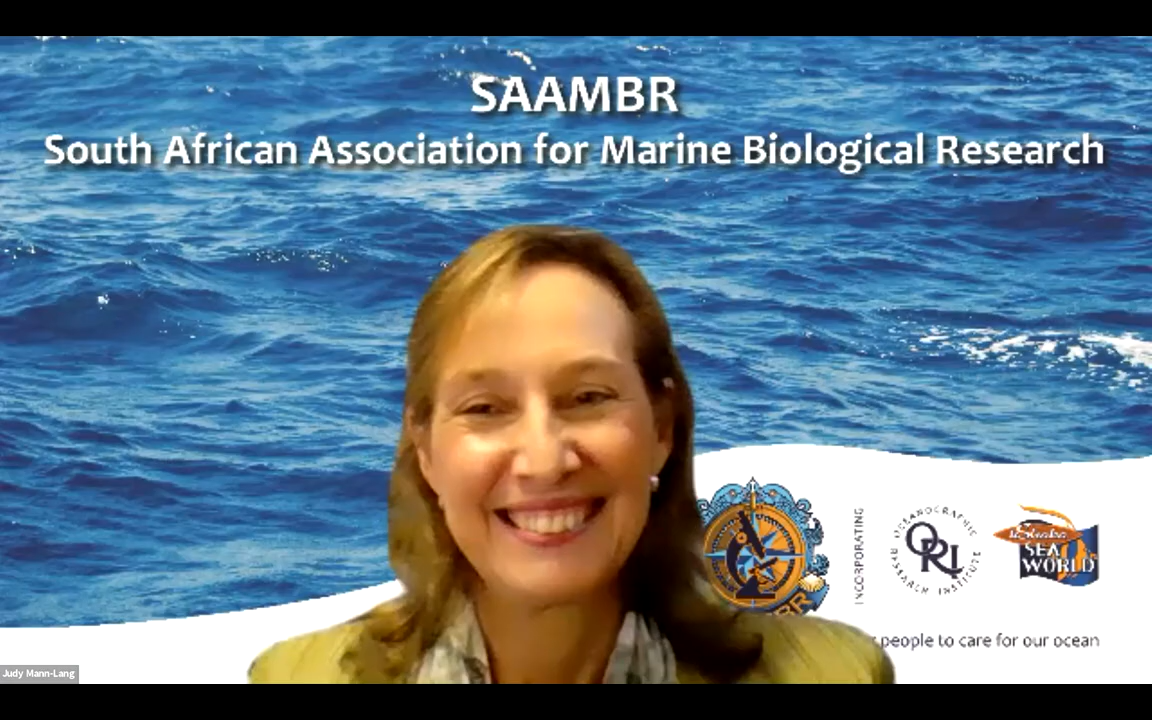 SAAMBR
South African Association for Marine Biological Research
INCORPORATING
OCEANOGRAPHIC RESEARCH INSTITUTE
ORI
uShaka
SEA
WORLD
people to care for our ocean
Judy Mann-Lang